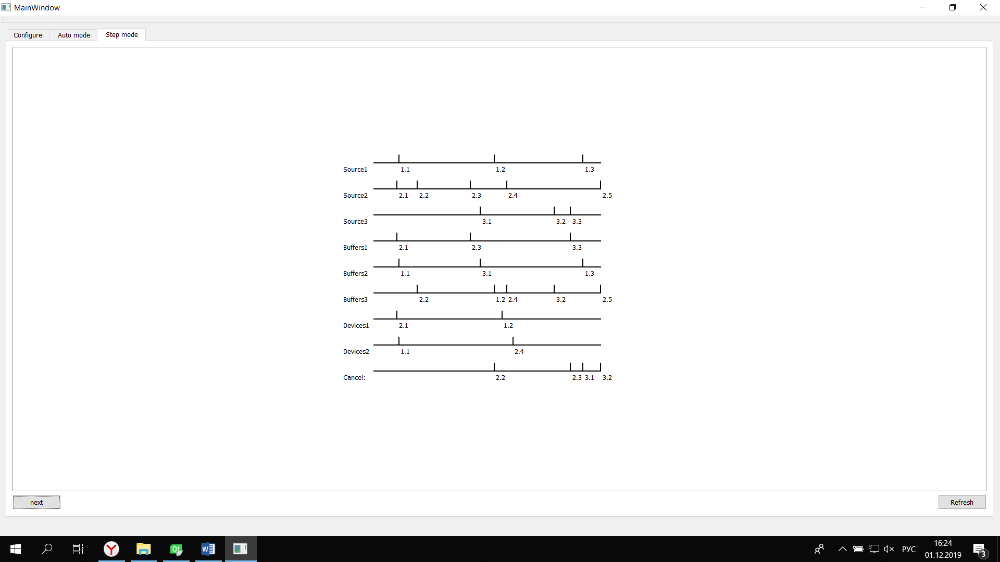 MainWindow
Configure Auto mode Step mode
1.1 1.2 1.3
Source1
2.1 2.2 2.3 2.4 2.5
Source2
3.1 3.2 3.3
Source3
2.1 2.3 3.3
Buffers1
1.1 3.1 1.3
Buffers2
2.2 1.2 2.4 3.2 2.5
Buffers3
2.1 1.2
Devices1
1.1 2.4
Devices2
2.2 2.3 3.1 3.2
Cancel:
next Refresh
Qt
W
РУС
16:24
01.12.2019
3